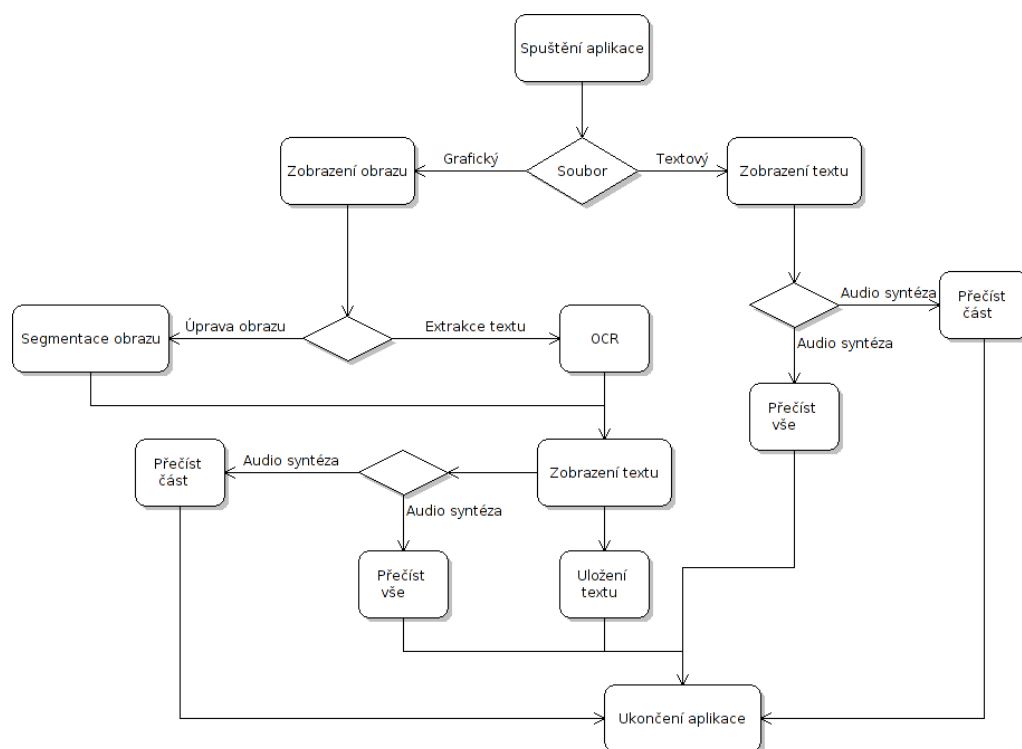 Spuštění aplikace
Grafický
Soubor
Textový
Zobrazení obrazu
Zobrazení textu
Audio syntéza
Přečíst
část
Úprava obrazu
Extrakce textu
Segmentace obrazu
OCR
Audio syntéza
Přečíst
vše
Audio syntéza
Přečíst
část
Zobrazení textu
Audio syntéza
Přečíst
vše
Uložení
textu
Ukončení aplikace